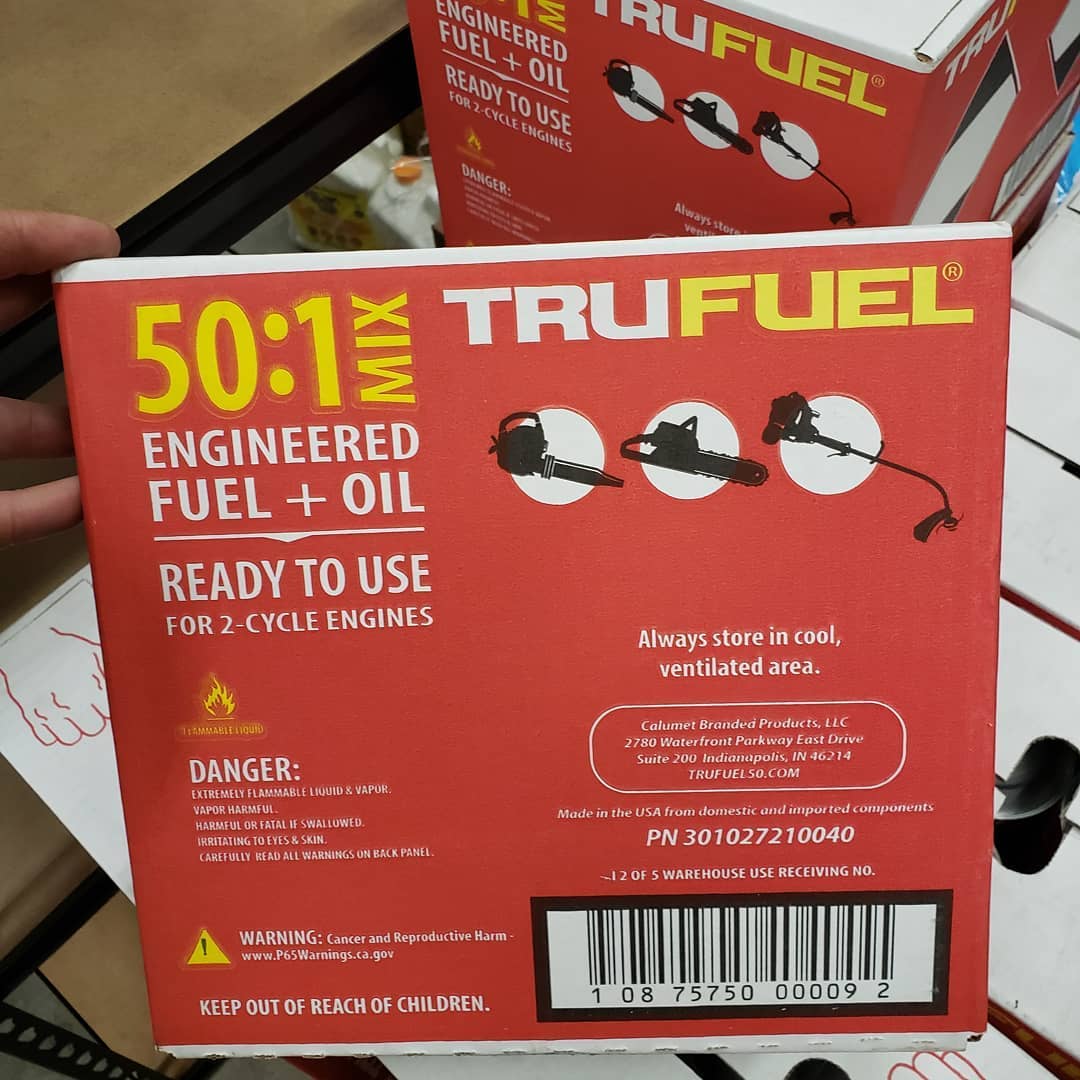 ENGINEERED
FUEL + OIL
READY TO USE
FOR 2-CYCLE ENGINES
DANGER:
TRUFUEL®
Always store
50:1 MIX
ENGINEERED
FUEL + OIL
READY TO USE
FOR 2-CYCLE ENGINES
FLAMMABLE LIQUID
DANGER:
EXTREMELY FLAMMABLE LIQUID & VAPOR.
VAPOR HARMFUL.
HARMFUL OR FATAL IF SWALLOWED.
IRRITATING TO EYES & SKIN.
CAREFULLY READ ALL WARNINGS ON BACK PANEL.
WARNING: Cancer and Reproductive Harm -
www.P65Warnings.ca.gov
KEEP OUT OF REACH OF CHILDREN.
TRUFUEL®
Always store in cool,
ventilated area.
Calumet Branded Products, LLC
2780 Waterfront Parkway East Drive
Suite 200 Indianapolis, IN 46214
TRUFUEL50.COM
Made in the USA from domestic and imported components
PN 301027210040
I 2 OF 5 WAREHOUSE USE RECEIVING NO.
1 08 75750 00009 2